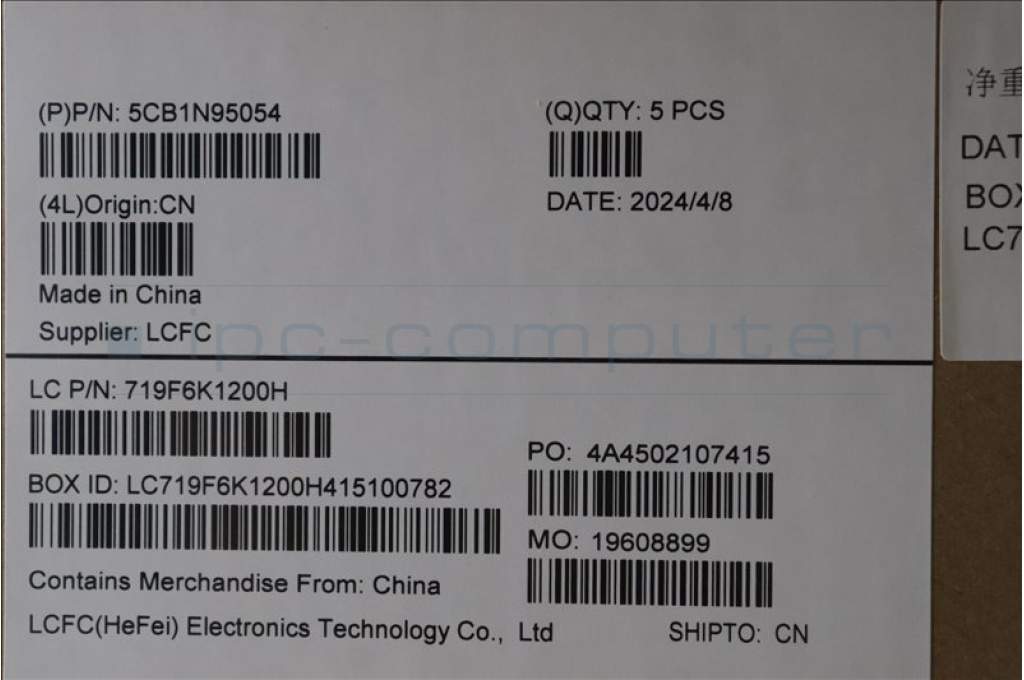 (P)P/N: 5CB1N95054
(Q)QTY: 5 PCS
(4L)Origin:CN
DATE: 2024/4/8
Made in China
Supplier: LCFC
ipc-computer
LC P/N: 719F6K1200H
PO: 4A4502107415
BOX ID: LC719F6K1200H415100782
MO: 19608899
Contains Merchandise From: China
LCFC(HeFei) Electronics Technology Co., Ltd
SHIPTO: CN
净重
DAT
BOX
LC7